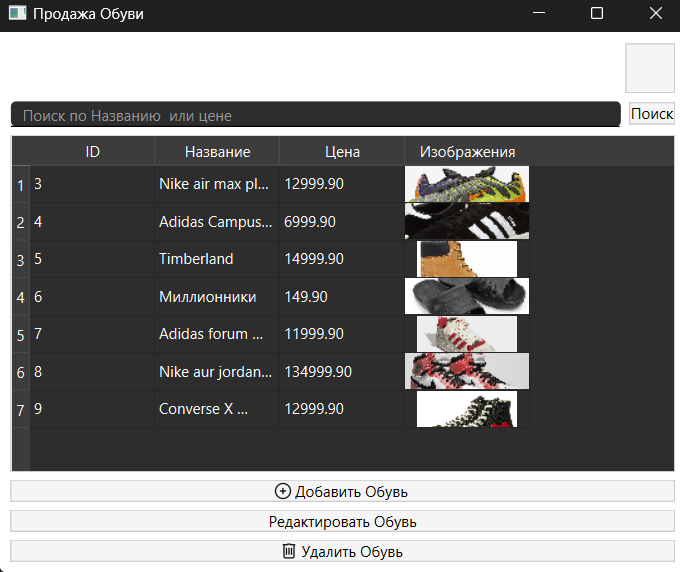 Продажа Обуви
Поиск по Названию или цене
Поиск
ID Название Цена Изображения
1 3 Nike air max pl... 12999.90
2 4 Adidas Campus... 6999.90
3 5 Timberland 14999.90
4 6 Миллионники 149.90
5 7 Adidas forum ... 11999.90
6 8 Nike aur jordan... 134999.90
7 9 Converse X ... 12999.90
Добавить Обувь
Редактировать Обувь
Удалить Обувь